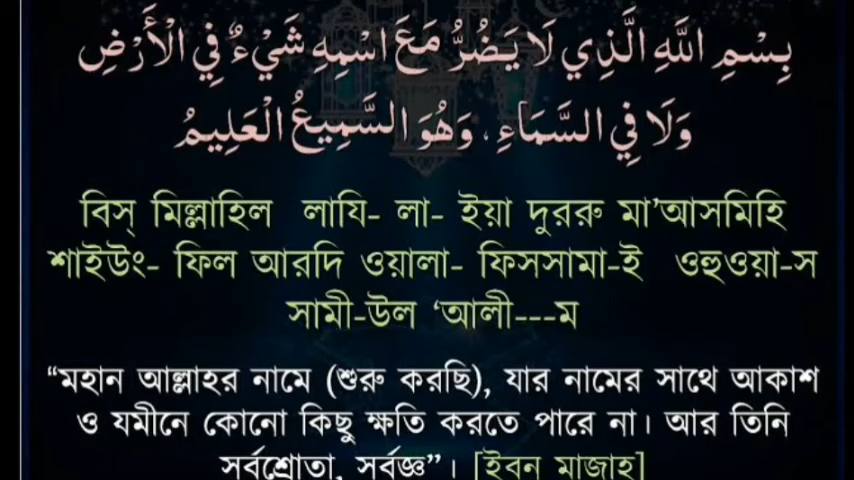 بِسْمِ اللَّهِ الَّذِي لَا يَضُرُّ مَعَ اسْمِهِ شَيْءٌ فِي الْأَرْضِ
وَلَا فِي السَّمَاءِ، وَهُوَ السَّمِيعُ الْعَلِيمُ
বিস্ মিল্লাহিল লাযি- লা- ইয়া দুররু মা’আসমিহি
শাইউং- ফিল আরদি ওয়ালা- ফিসসামা-ই ওহুওয়া-স
সামী-উল ‘আলী---ম
“মহান আল্লাহর নামে (শুরু করছি), যার নামের সাথে আকাশ
ও যমীনে কোনো কিছু ক্ষতি করতে পারে না। আর তিনি
সর্বশ্রোতা, সর্বজ্ঞ”। [ইবন মাজাহ]